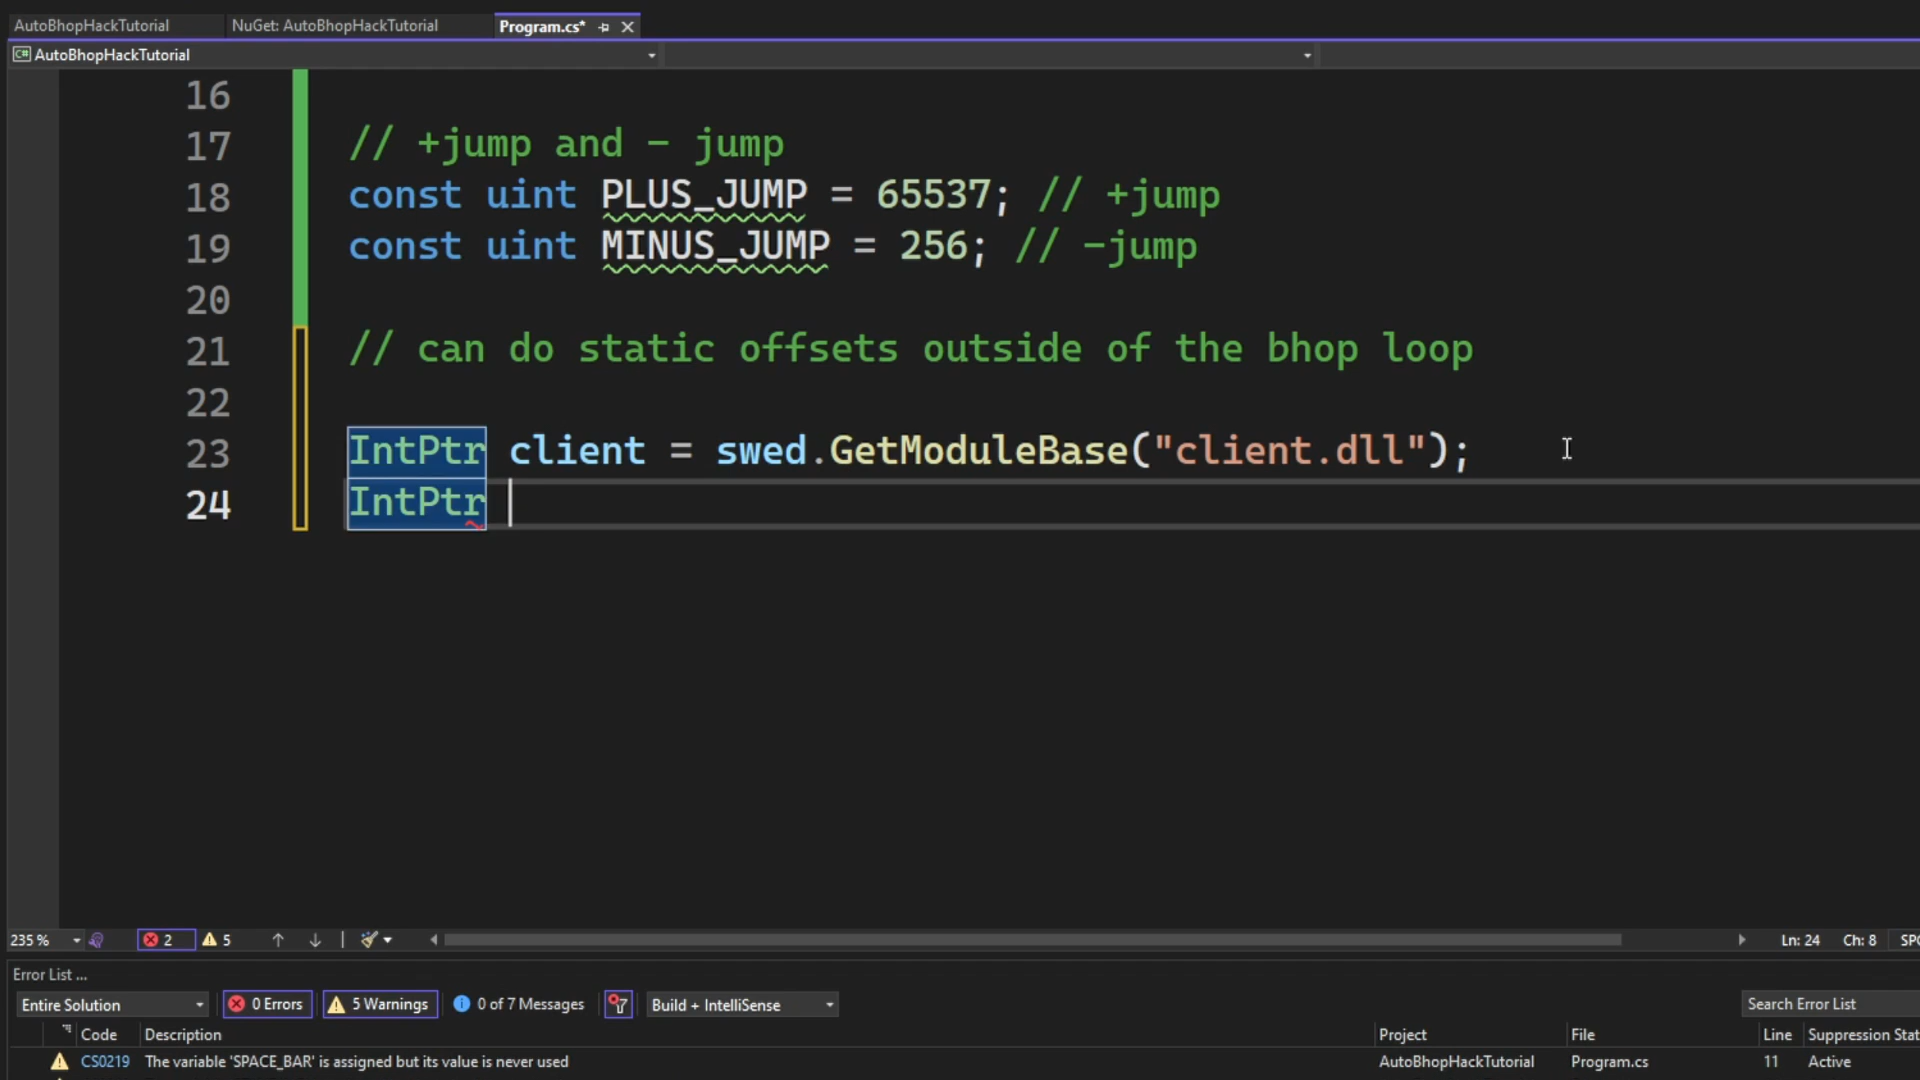 AutoBhopHackTutorial NuGet: AutoBhopHackTutorial Program.cs*
C# AutoBhopHackTutorial
16
17 // +jump and - jump
18 const uint PLUS_JUMP = 65537; // +jump
19 const uint MINUS_JUMP = 256; // -jump
20
21 // can do static offsets outside of the bhop loop
22
23 IntPtr client = swed.GetModuleBase("client.dll");
24 IntPtr
235 % 2 5 Ln: 24 Ch: 8 SPC
Error List ...
Entire Solution 0 Errors 5 Warnings 0 of 7 Messages Build + IntelliSense Search Error List
Code Description Project File Line Suppression Stat
CS0219 The variable 'SPACE_BAR' is assigned but its value is never used AutoBhopHackTutorial Program.cs 11 Active